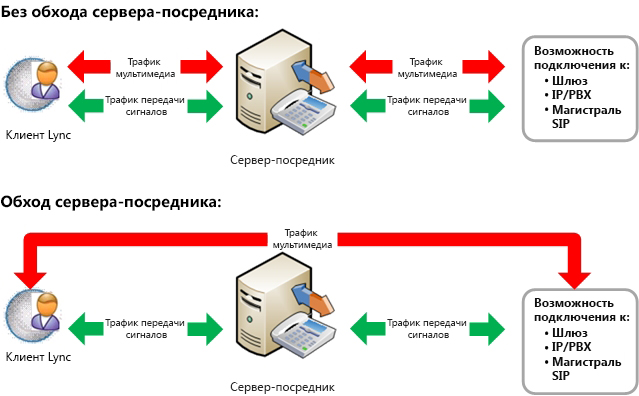 Без обхода сервера-посредника:
Трафик
мультимедиа
Трафик передачи
сигналов
Клиент Lync
Сервер-посредник
Трафик
мультимедиа
Трафик передачи
сигналов
Возможность
подключения к:
• Шлюз
• IP/PBX
• Магистраль
SIP
Обход сервера-посредника:
Трафик
мультимедиа
Трафик передачи
сигналов
Клиент Lync
Сервер-посредник
Трафик передачи
сигналов
Возможность
подключения к:
• Шлюз
• IP/PBX
• Магистраль
SIP